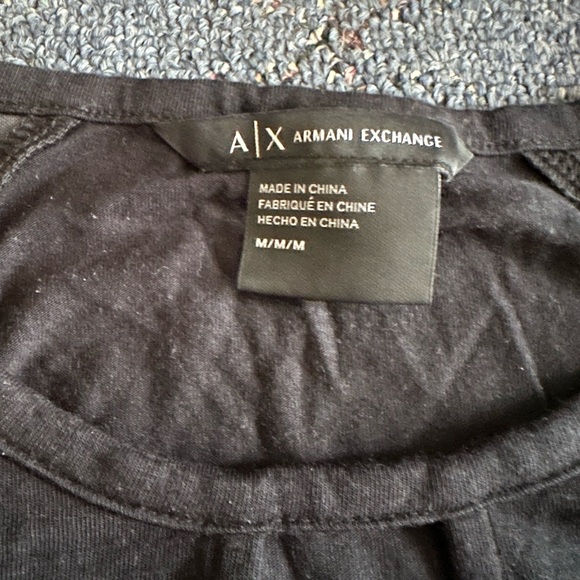 A|X ARMANI EXCHANGE
MADE IN CHINA
FABRIQUÉ EN CHINE
HECHO EN CHINA
M/M/M